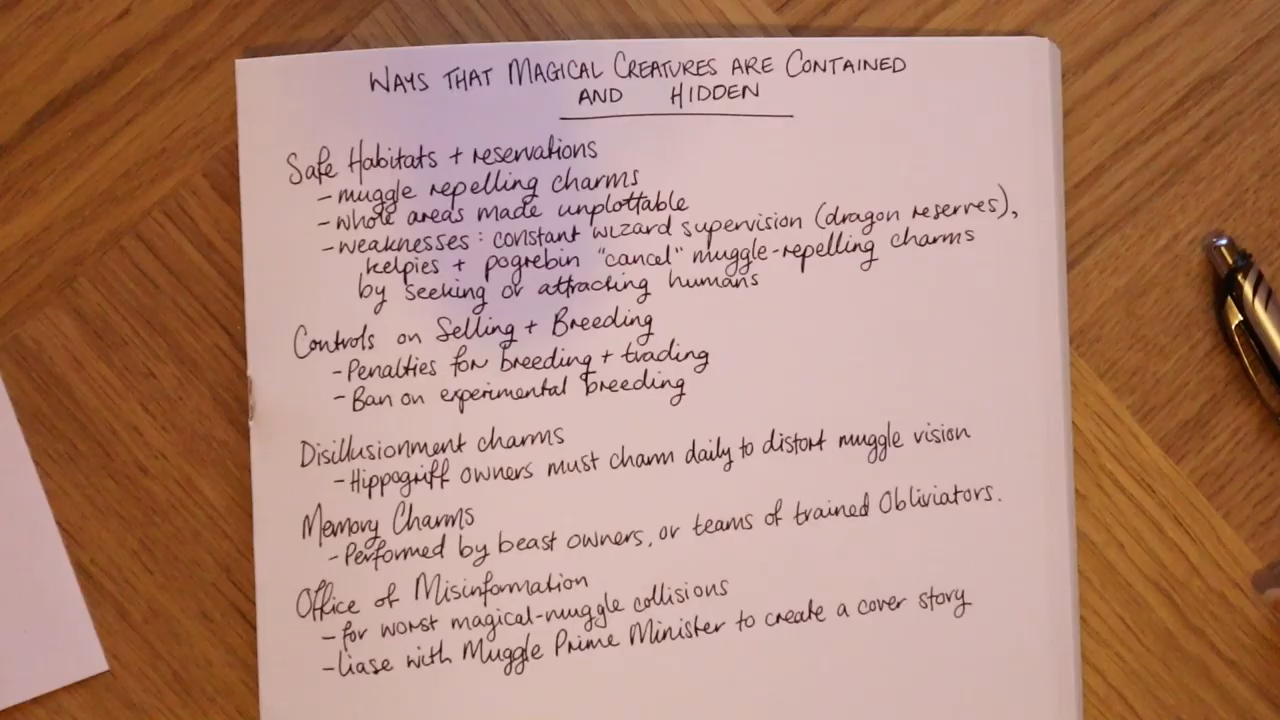 WAYS THAT MAGICAL CREATURES ARE CONTAINED
AND HIDDEN
Safe Habitats + reservations
- muggle repelling charms
- whole areas made unplottable
- weaknesses : constant wizard supervision (dragon reserves),
kelpies + pogrebin "cancel" muggle-repelling charms
by seeking or attracting humans
Controls on Selling + Breeding
- Penalties for breeding + trading
- Ban on experimental breeding
Disillusionment charms
- Hippogriff owners must charm daily to distort muggle vision
Memory Charms
- Performed by beast owners, or teams of trained Obliviators.
Office of Misinformation
- for worst magical-muggle collisions
- liase with Muggle Prime Minister to create a cover story